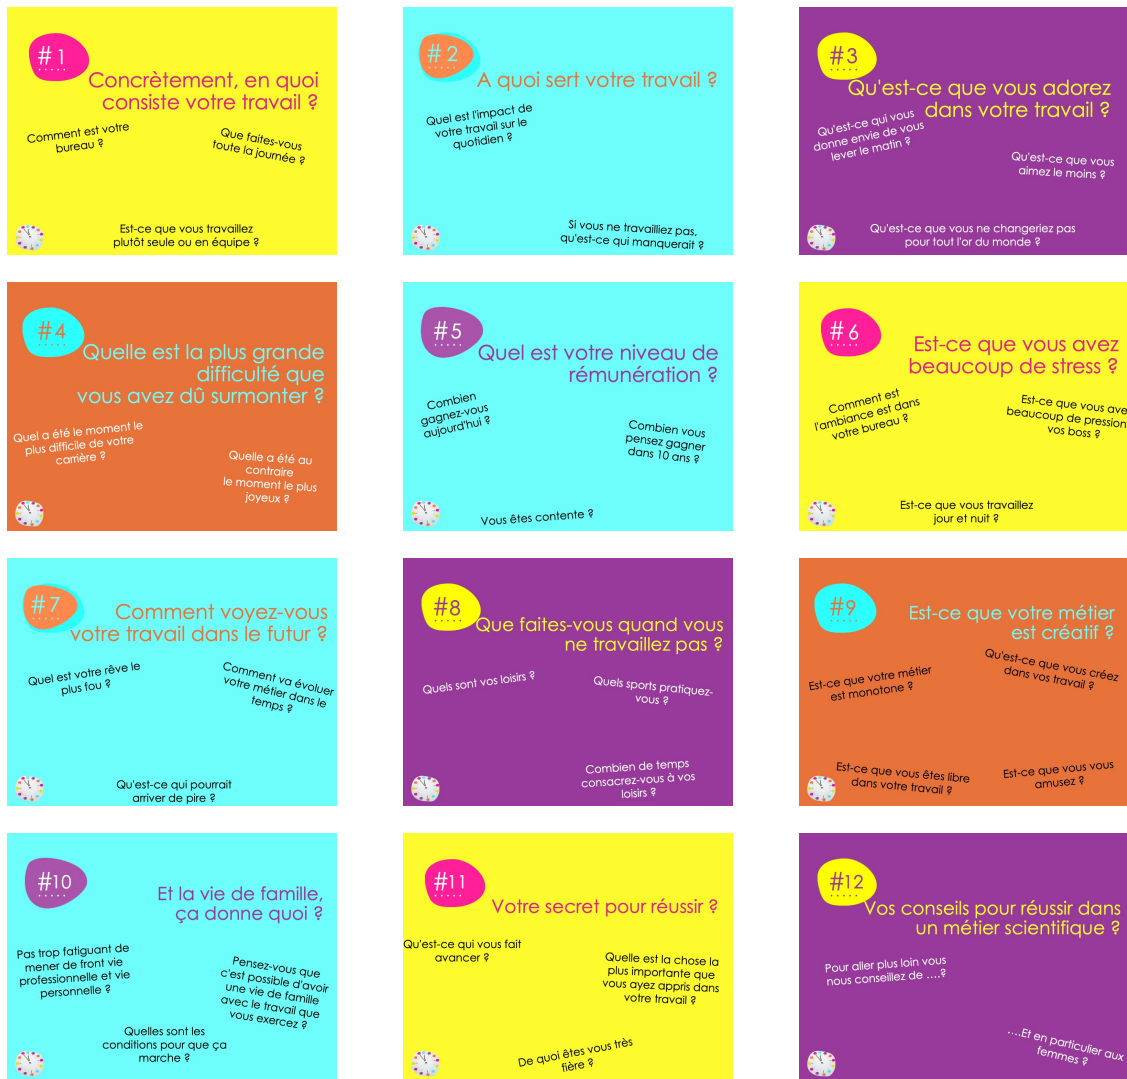 #1
Concrètement, en quoi
consiste votre travail ?
Comment est votre
bureau ?
Que faites-vous
toute la journée ?
Est-ce que vous travaillez
plutôt seule ou en équipe ?
#2
A quoi sert votre travail ?
Quel est l'impact de
votre travail sur le
quotidien ?
Si vous ne travailliez pas,
qu'est-ce qui manquerait ?
#3
Qu'est-ce que vous adorez
dans votre travail ?
Qu'est-ce qui vous
donne envie de vous
lever le matin ?
Qu'est-ce que vous
aimez le moins ?
Qu'est-ce que vous ne changeriez pas
pour tout l'or du monde ?
#4
Quelle est la plus grande
difficulté que
vous avez dû surmonter ?
Quel a été le moment le
plus difficile de votre
carrière ?
Quelle a été au
contraire
le moment le plus
joyeux ?
#5
Quel est votre niveau de
rémunération ?
Combien
gagnez-vous
aujourd'hui ?
Combien vous
pensez gagner
dans 10 ans ?
Vous êtes contente ?
#6
Est-ce que vous avez
beaucoup de stress ?
Comment est
l'ambiance est dans
votre bureau ?
Est-ce que vous ave
beaucoup de pression
vos boss ?
Est-ce que vous travaillez
jour et nuit ?
#7
Comment voyez-vous
votre travail dans le futur ?
Quel est votre rêve le
plus fou ?
Comment va évoluer
votre métier dans le
temps ?
Qu'est-ce qui pourrait
arriver de pire ?
#8
Que faites-vous quand vous
ne travaillez pas ?
Quels sont vos loisirs ?
Quels sports pratiquez-
vous ?
Combien de temps
consacrez-vous à vos
loisirs ?
#9
Est-ce que votre métier
est créatif ?
Est-ce que votre métier
est monotone ?
Qu'est-ce que vous créez
dans vos travail ?
Est-ce que vous êtes libre
dans votre travail ?
Est-ce que vous vous
amusez ?
#10
Et la vie de famille,
ça donne quoi ?
Pas trop fatiguant de
mener de front vie
professionnelle et vie
personnelle ?
Pensez-vous que
c'est possible d'avoir
une vie de famille
avec le travail que
vous exercez ?
Quelles sont les
conditions pour que ça
marche ?
#11
Votre secret pour réussir ?
Qu'est-ce qui vous fait
avancer ?
Quelle est la chose la
plus importante que
vous ayez appris dans
votre travail ?
De quoi êtes vous très
fière ?
#12
Vos conseils pour réussir dans
un métier scientifique ?
Pour aller plus loin vous
nous conseillez de ....?
....Et en particulier aux
femmes ?